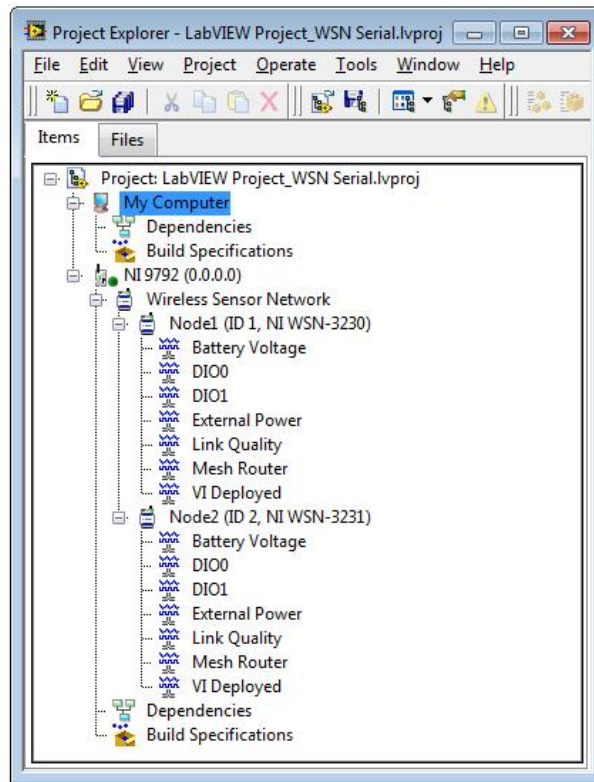 Project Explorer - LabVIEW Project_WSN Serial.lvproj
File Edit View Project Operate Tools Window Help
Items Files
Project: LabVIEW Project_WSN Serial.lvproj
My Computer
Dependencies
Build Specifications
NI 9792 (0.0.0.0)
Wireless Sensor Network
Node1 (ID 1, NI WSN-3230)
Battery Voltage
DIO0
DIO1
External Power
Link Quality
Mesh Router
VI Deployed
Node2 (ID 2, NI WSN-3231)
Battery Voltage
DIO0
DIO1
External Power
Link Quality
Mesh Router
VI Deployed
Dependencies
Build Specifications